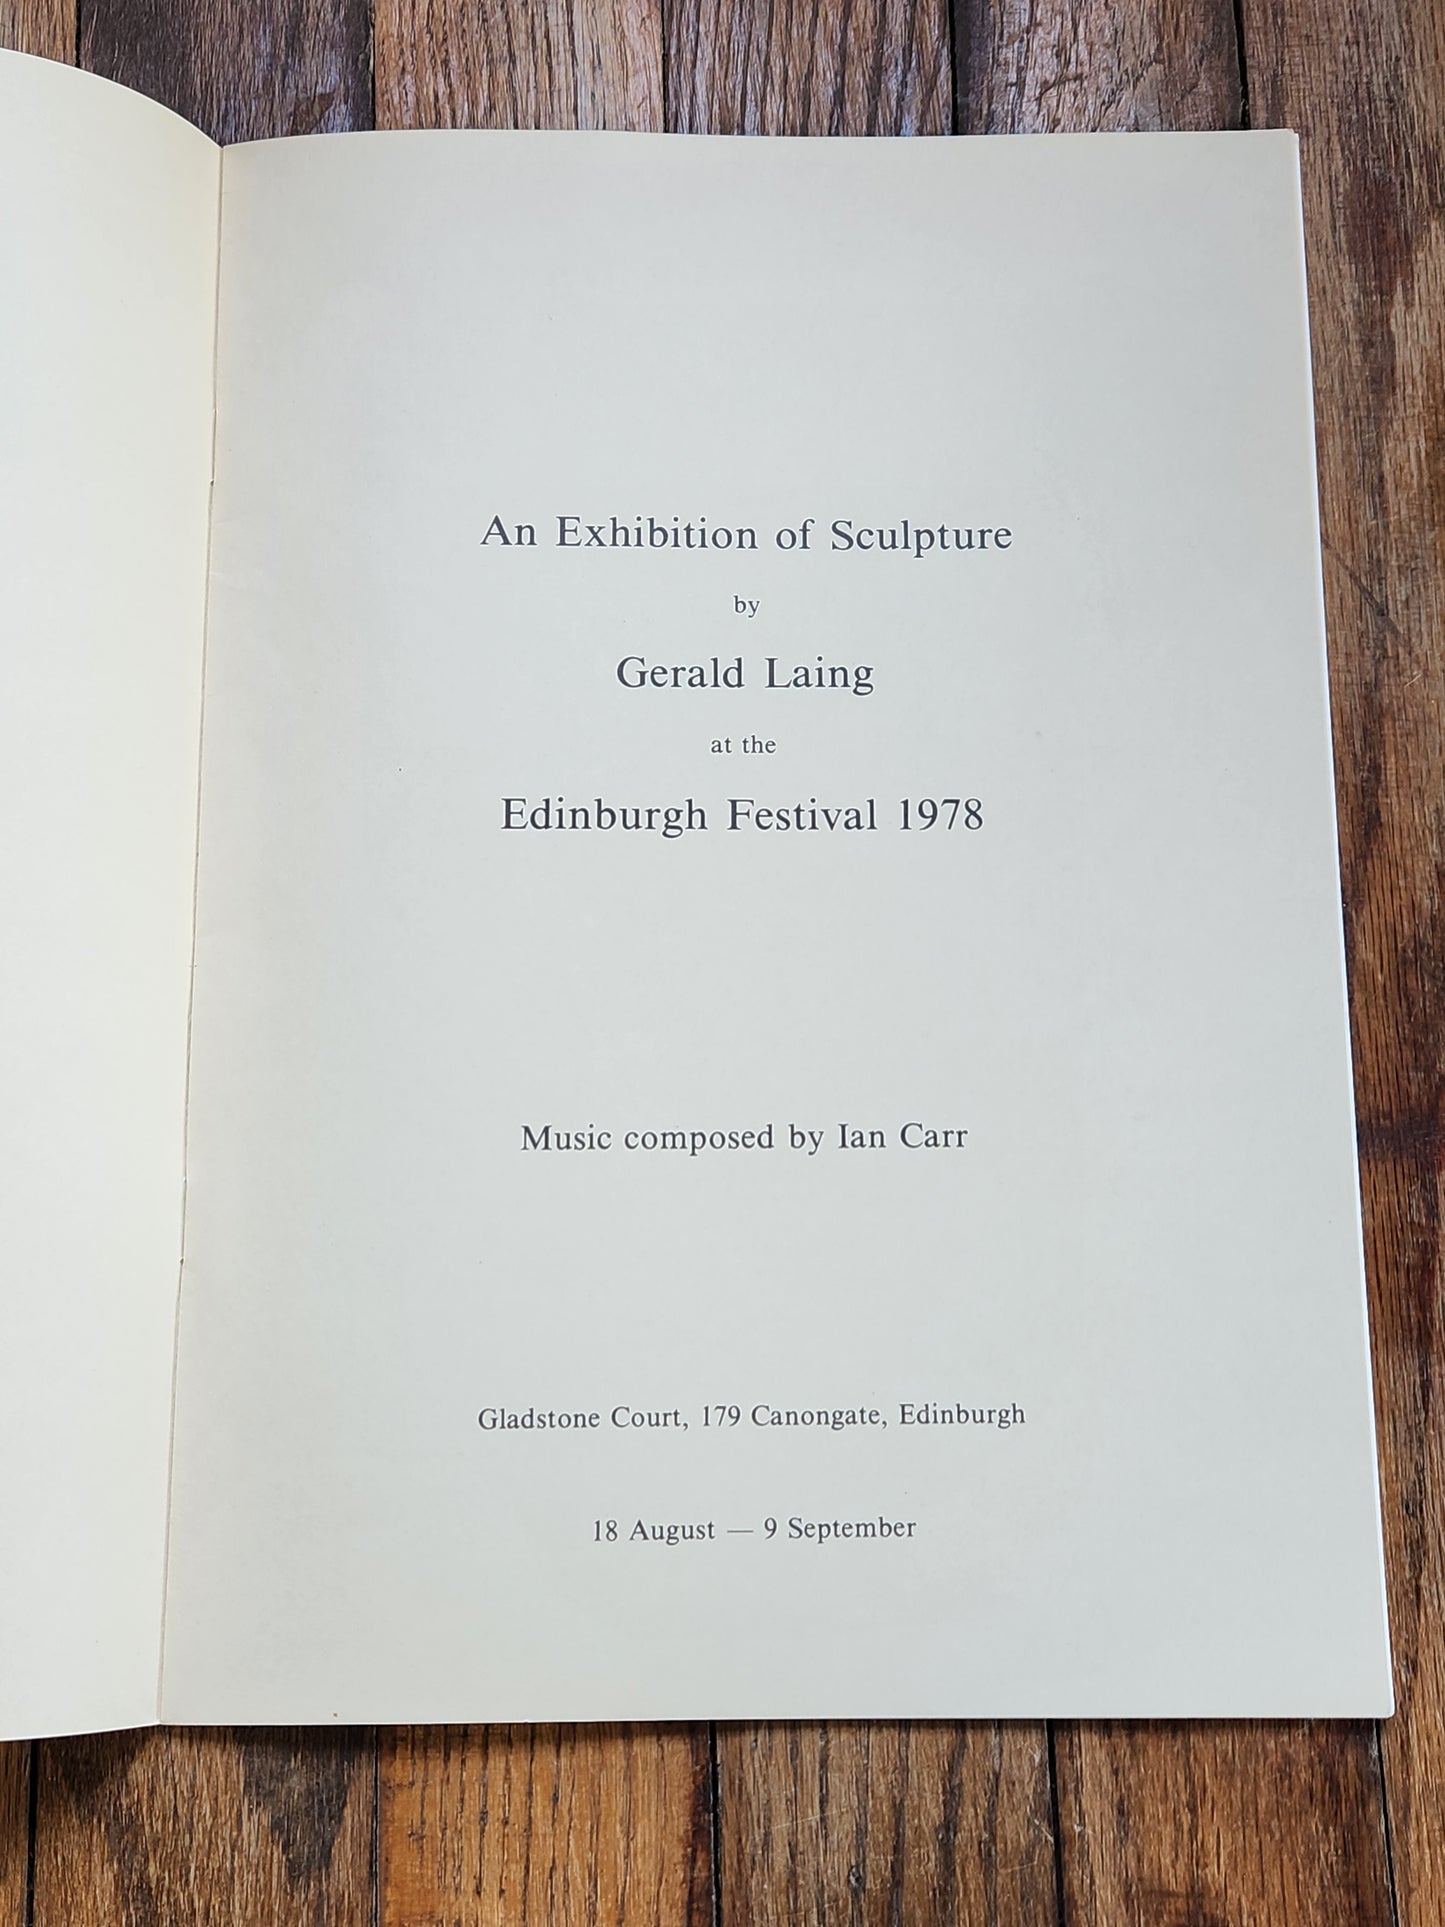 An Exhibition of Sculpture
by
Gerald Laing
at the
Edinburgh Festival 1978
Music composed by Ian Carr
Gladstone Court, 179 Canongate, Edinburgh
18 August — 9 September